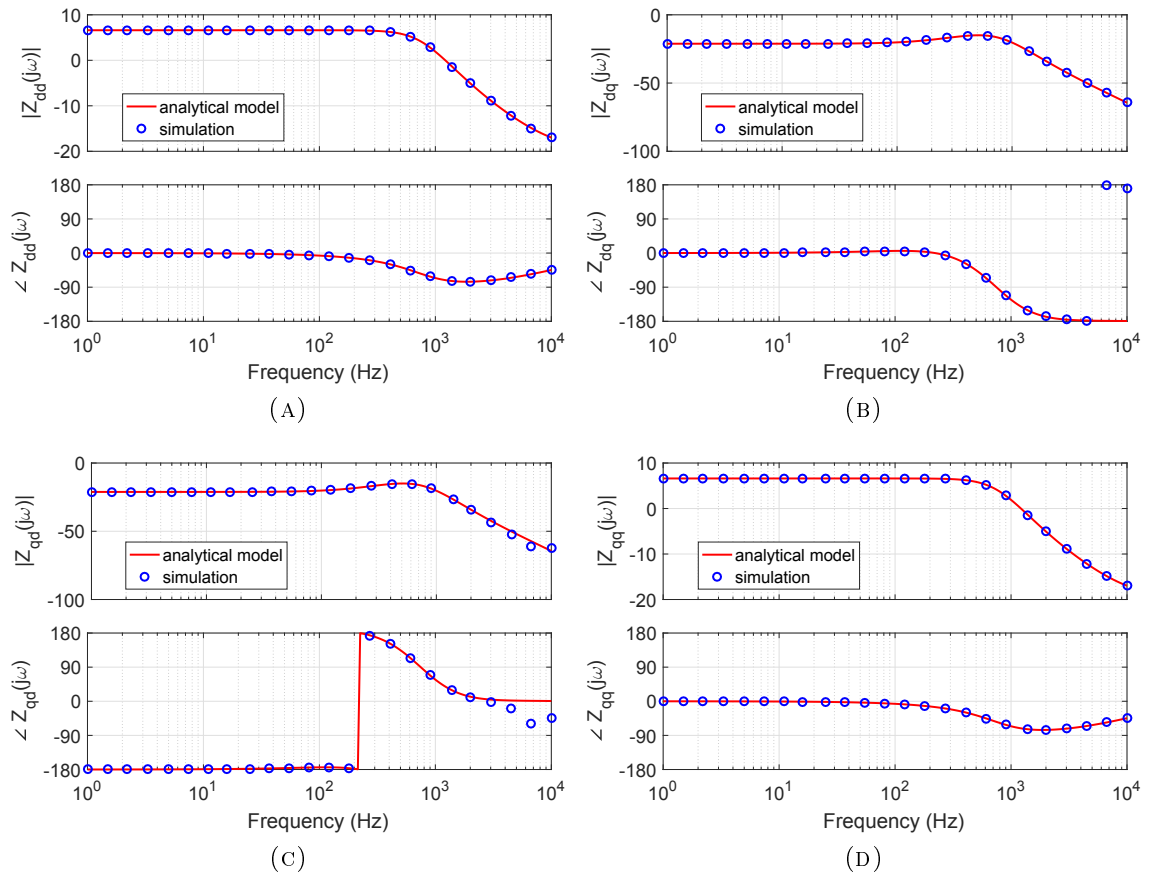 |Z_dd(jω)|
10
0
-10
-20
analytical model
simulation
∠ Z_dd(jω)
180
90
0
-90
-180
10^0
10^1
10^2
10^3
10^4
Frequency (Hz)
(A)
|Z_dq(jω)|
0
-50
-100
analytical model
simulation
∠ Z_dq(jω)
180
90
0
-90
-180
10^0
10^1
10^2
10^3
10^4
Frequency (Hz)
(B)
|Z_qd(jω)|
0
-50
-100
analytical model
simulation
∠ Z_qd(jω)
180
90
0
-90
-180
10^0
10^1
10^2
10^3
10^4
Frequency (Hz)
(C)
|Z_qq(jω)|
10
0
-10
-20
analytical model
simulation
∠ Z_qq(jω)
180
90
0
-90
-180
10^0
10^1
10^2
10^3
10^4
Frequency (Hz)
(D)